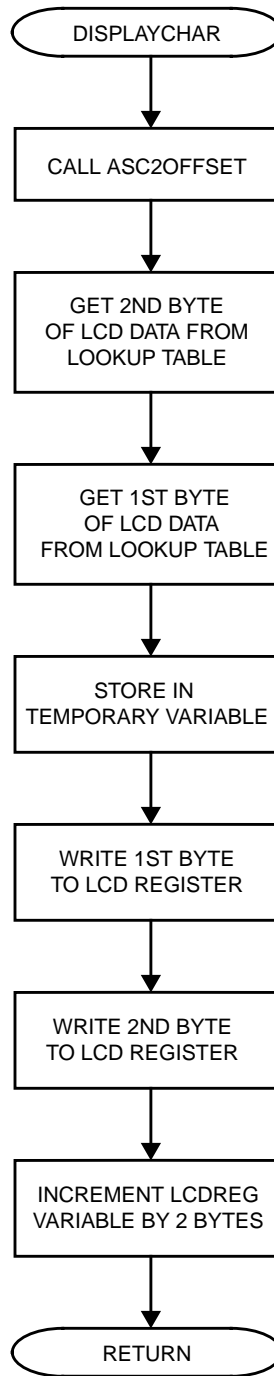 DISPLAYCHAR
CALL ASC2OFFSET
GET 2ND BYTE
OF LCD DATA FROM
LOOKUP TABLE
GET 1ST BYTE
OF LCD DATA
FROM LOOKUP TABLE
STORE IN
TEMPORARY VARIABLE
WRITE 1ST BYTE
TO LCD REGISTER
WRITE 2ND BYTE
TO LCD REGISTER
INCREMENT LCDREG
VARIABLE BY 2 BYTES
RETURN